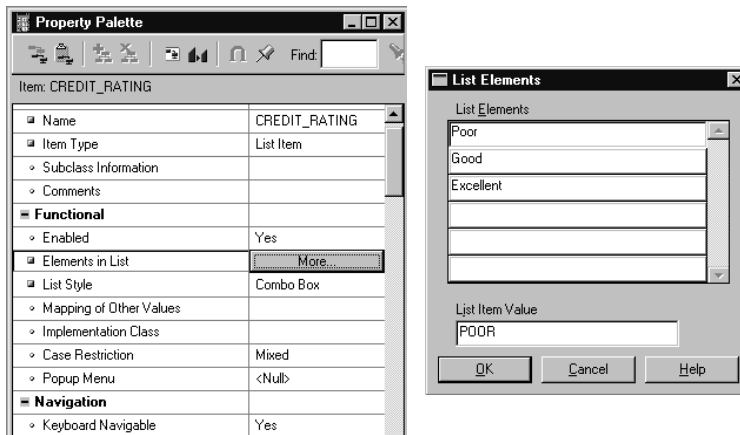 Property Palette
Find:
Item: CREDIT_RATING
Name CREDIT_RATING
Item Type List Item
Subclass Information
Comments
Functional
Enabled Yes
Elements in List More...
List Style Combo Box
Mapping of Other Values
Implementation Class
Case Restriction Mixed
Popup Menu <Null>
Navigation
Keyboard Navigable Yes
List Elements
List Elements
Poor
Good
Excellent
List Item Value
POOR
OK Cancel Help